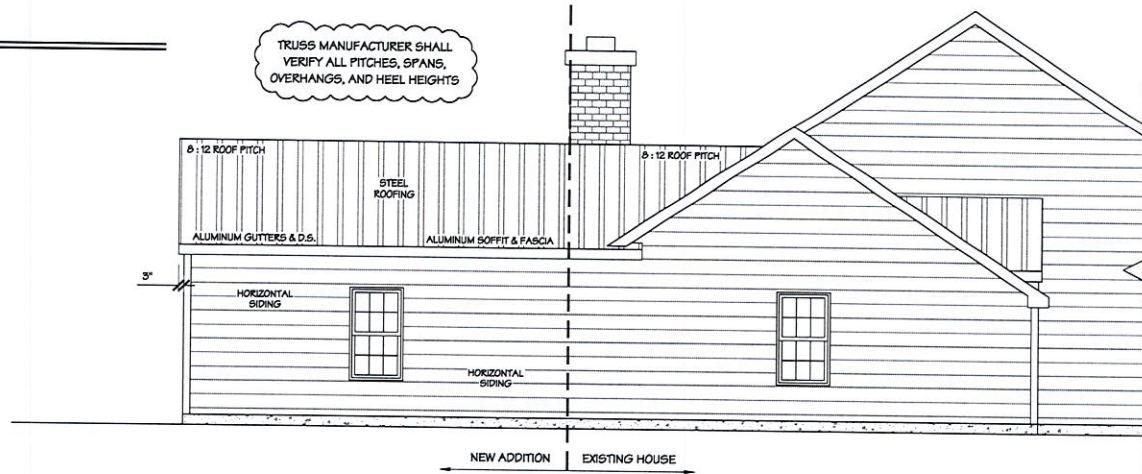 TRUSS MANUFACTURER SHALL
VERIFY ALL PITCHES, SPANS,
OVERHANGS, AND HEEL HEIGHTS
8 : 12 ROOF PITCH
8 : 12 ROOF PITCH
STEEL
ROOFING
ALUMINUM GUTTERS & D.S.
ALUMINUM SOFFIT & FASCIA
3"
HORIZONTAL
SIDING
HORIZONTAL
SIDING
NEW ADDITION
EXISTING HOUSE